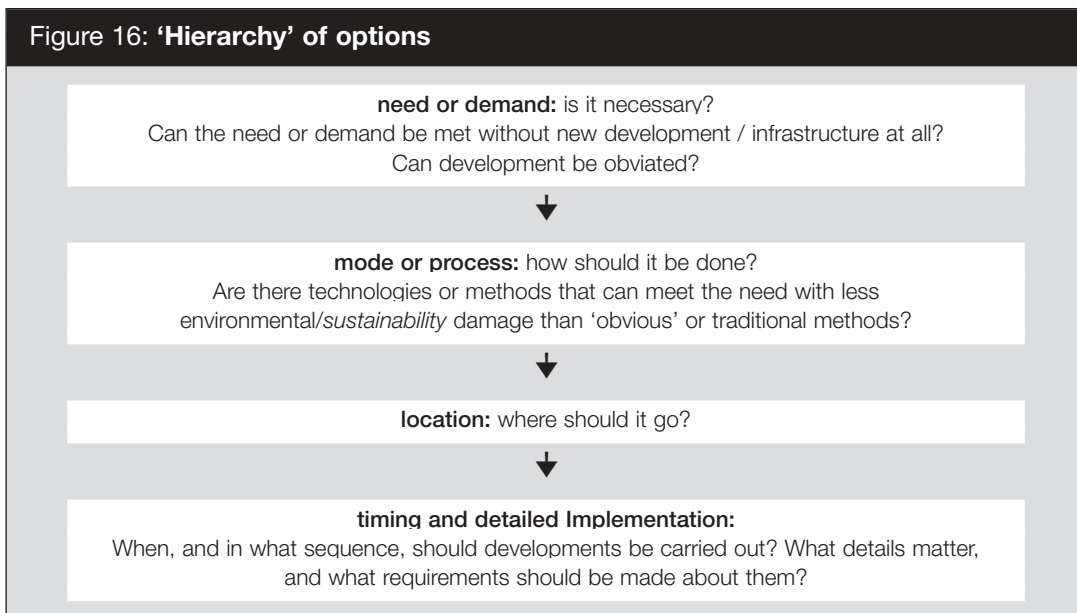 Figure 16: ‘Hierarchy’ of options
need or demand: is it necessary?
Can the need or demand be met without new development / infrastructure at all?
Can development be obviated?
mode or process: how should it be done?
Are there technologies or methods that can meet the need with less
environmental/sustainability damage than ‘obvious’ or traditional methods?
location: where should it go?
timing and detailed Implementation:
When, and in what sequence, should developments be carried out? What details matter,
and what requirements should be made about them?